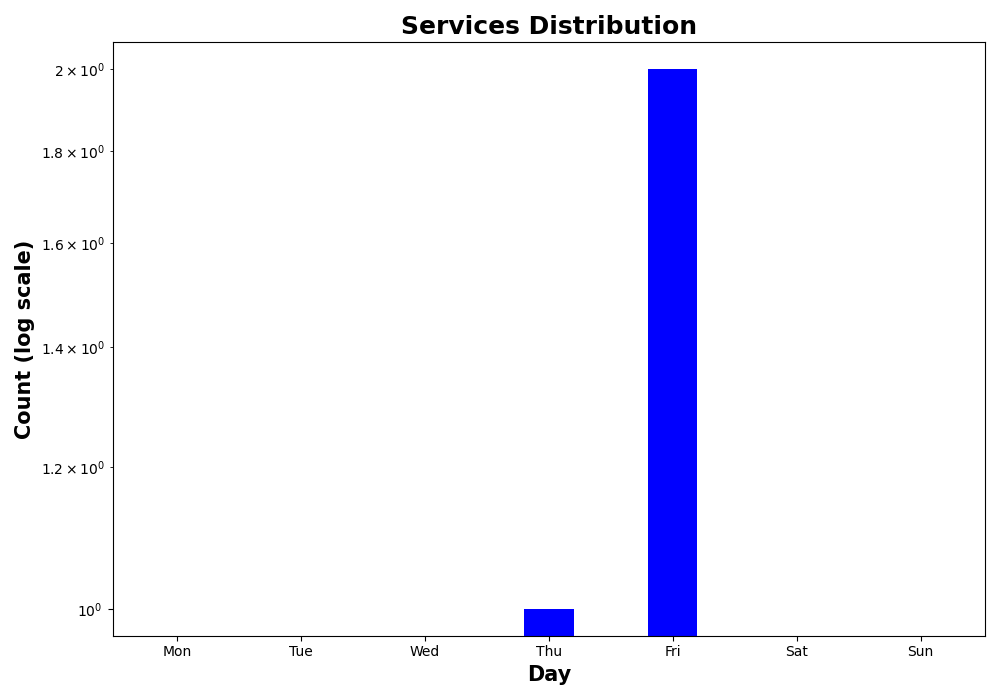 Services Distribution
Count (log scale)
2 × 10⁰
1.8 × 10⁰
1.6 × 10⁰
1.4 × 10⁰
1.2 × 10⁰
10⁰
Mon Tue Wed Thu Fri Sat Sun
Day